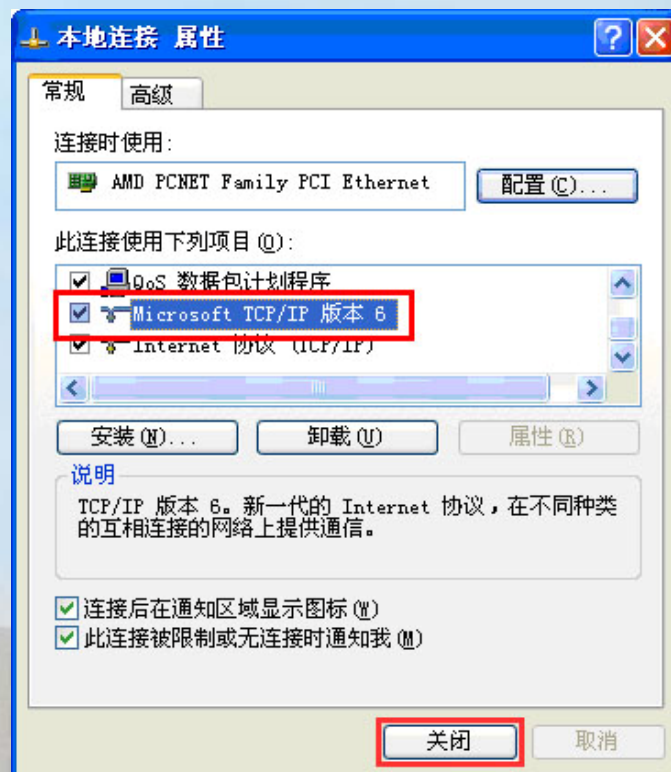 本地连接 属性
常规
高级
连接时使用:
AMD PCNET Family PCI Ethernet
配置(C)...
此连接使用下列项目(O):
QoS 数据包计划程序
Microsoft TCP/IP 版本 6
Internet 协议 (TCP/IP)
安装(N)...
卸载(U)
属性(R)
说明
TCP/IP 版本 6。新一代的 Internet 协议,在不同种类
的互相连接的网络上提供通信。
连接后在通知区域显示图标(W)
此连接被限制或无连接时通知我(M)
关闭
取消